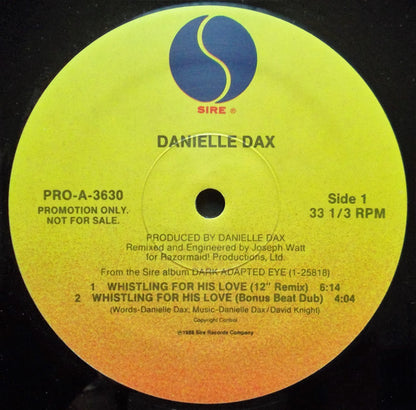 SIRE ®
DANIELLE DAX
PRO-A-3630
PROMOTION ONLY.
NOT FOR SALE.
Side 1
33 1/3 RPM
PRODUCED BY DANIELLE DAX
Remixed and Engineered by Joseph Watt
for Razormaid! Productions, Ltd.
From the Sire album DARK ADAPTED EYE (1-25818)
1 WHISTLING FOR HIS LOVE (12" Remix) 6:14
2 WHISTLING FOR HIS LOVE (Bonus Beat Dub) 4:04
(Words-Danielle Dax; Music-Danielle Dax/David Knight)
Copyright Control
℗1988 Sire Records Company